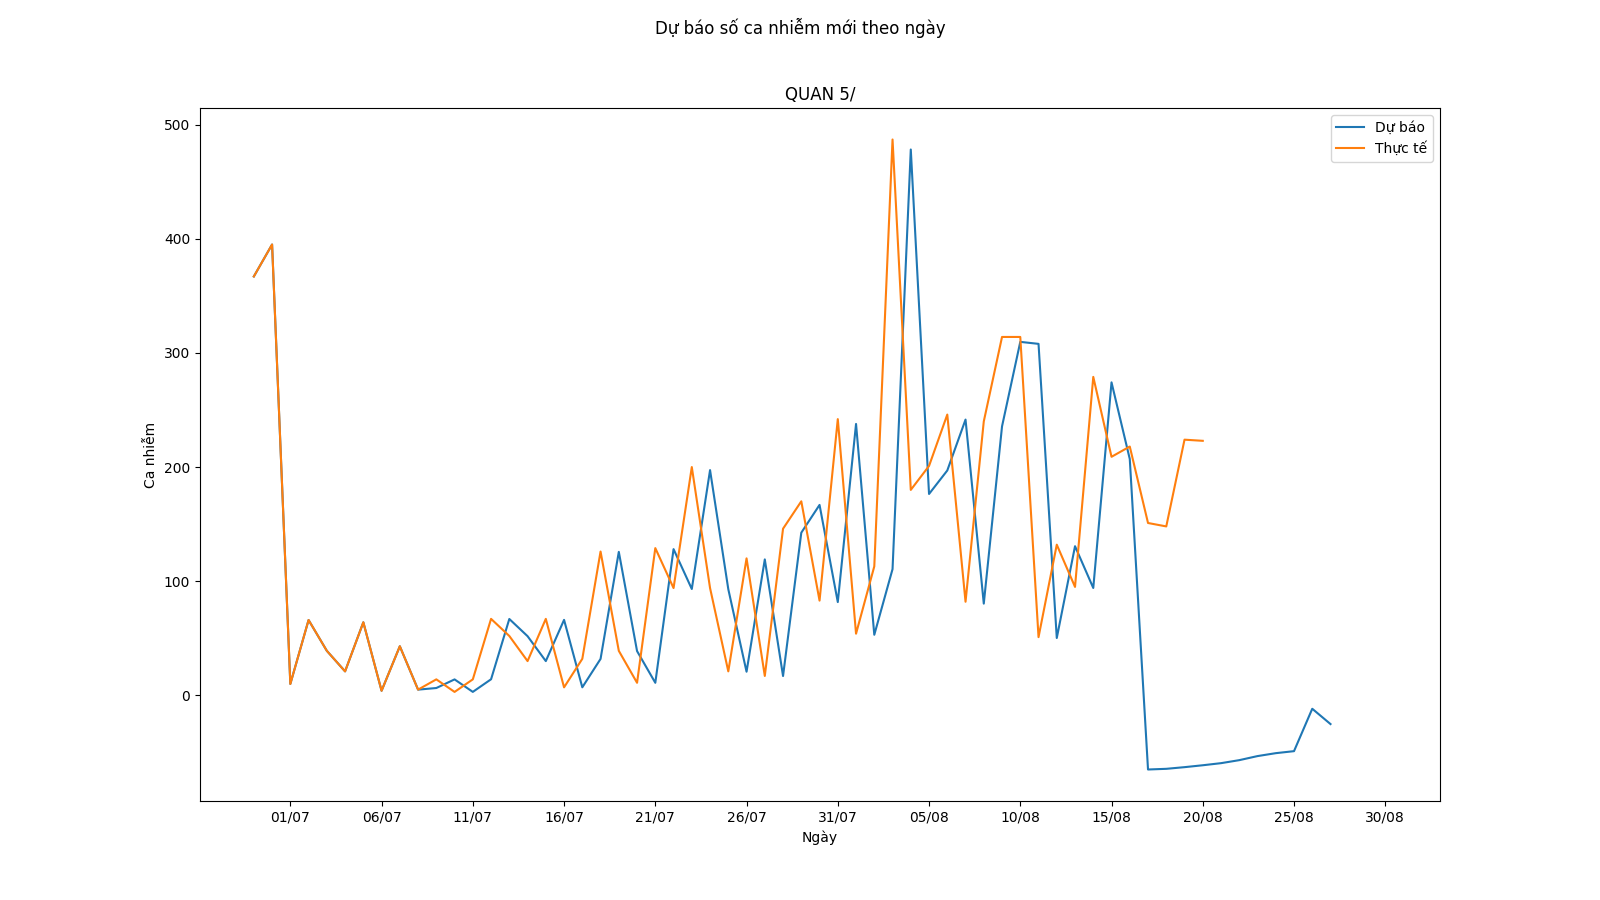 Dự báo số ca nhiễm mới theo ngày
QUAN 5/
Dự báo
Thực tế
500
400
300
200
100
0
Ca nhiễm
01/07 06/07 11/07 16/07 21/07 26/07 31/07 05/08 10/08 15/08 20/08 25/08 30/08
Ngày